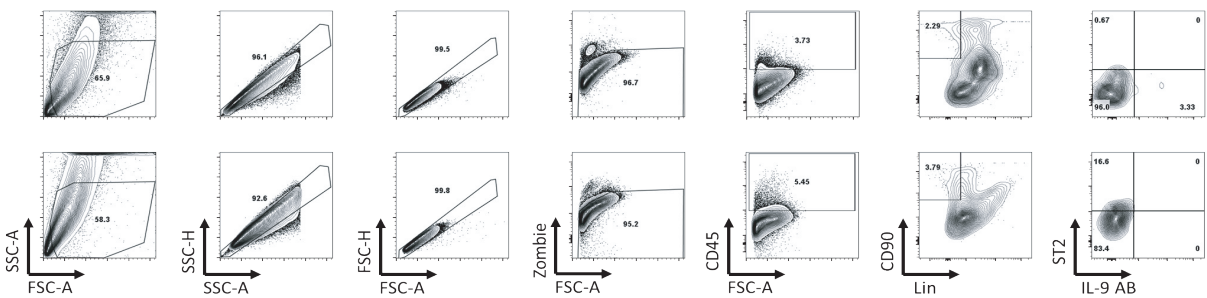 65.9
96.1
99.5
96.7
3.73
2.29
0.67 0
96.0 3.33
58.3
92.6
99.8
95.2
5.45
3.79
16.6 0
83.4 0
SSC-A
FSC-A
SSC-H
SSC-A
FSC-H
FSC-A
Zombie
FSC-A
CD45
FSC-A
CD90
Lin
ST2
IL-9 AB